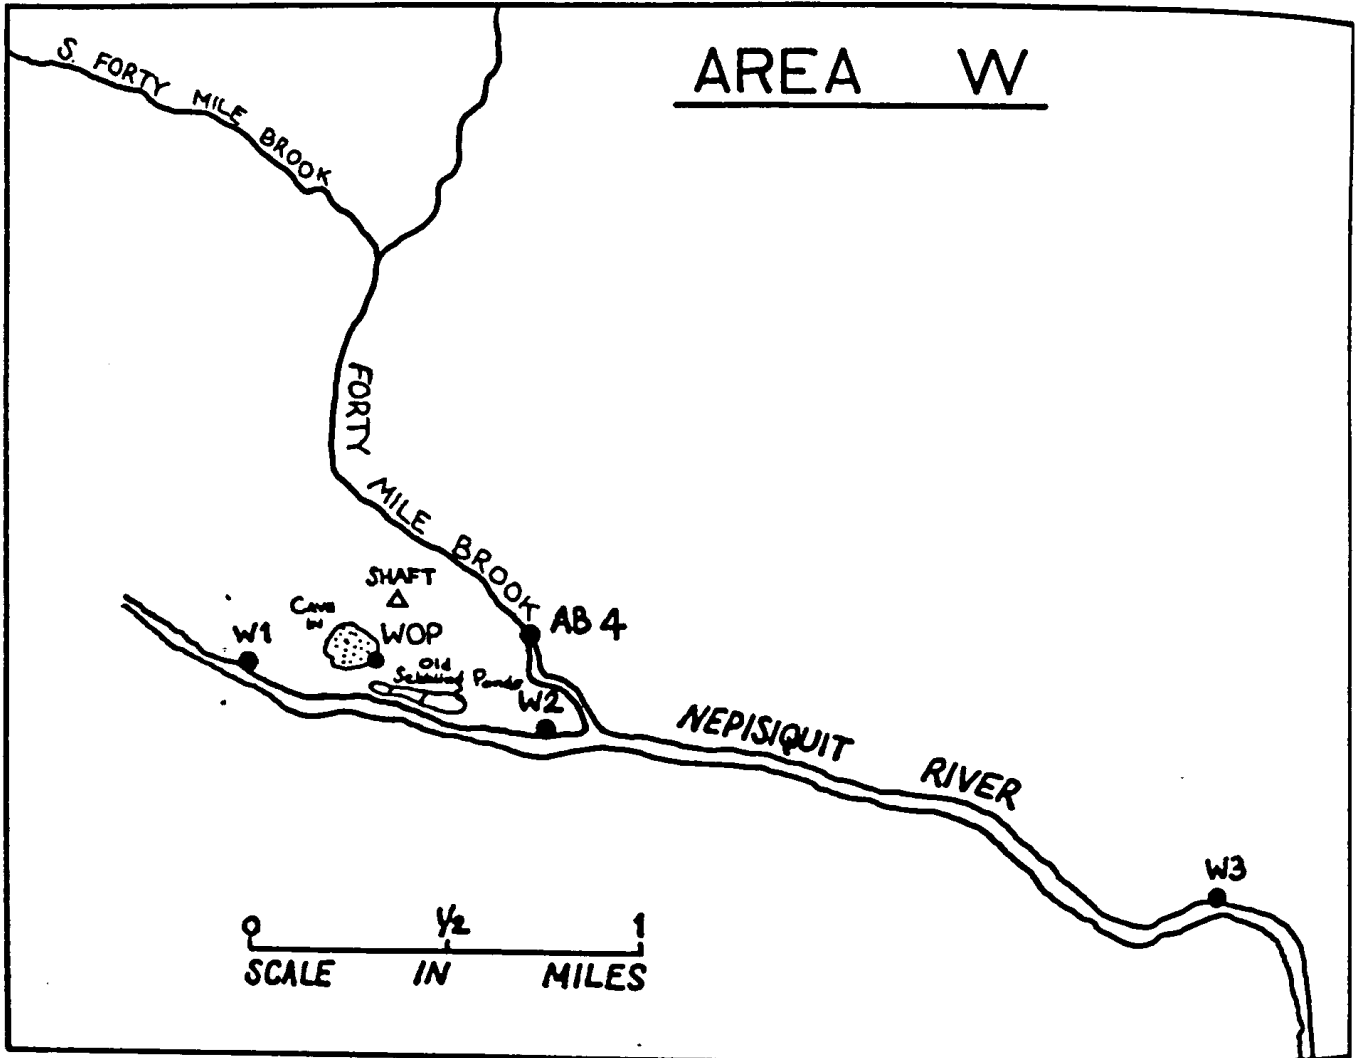 AREA W
S. FORTY MILE BROOK
FORTY MILE BROOK
SHAFT
CAVE
IN
W1
WOP
AB 4
Old
Ponds
W2
NEPISIQUIT RIVER
W3
0 1/2 1
SCALE IN MILES